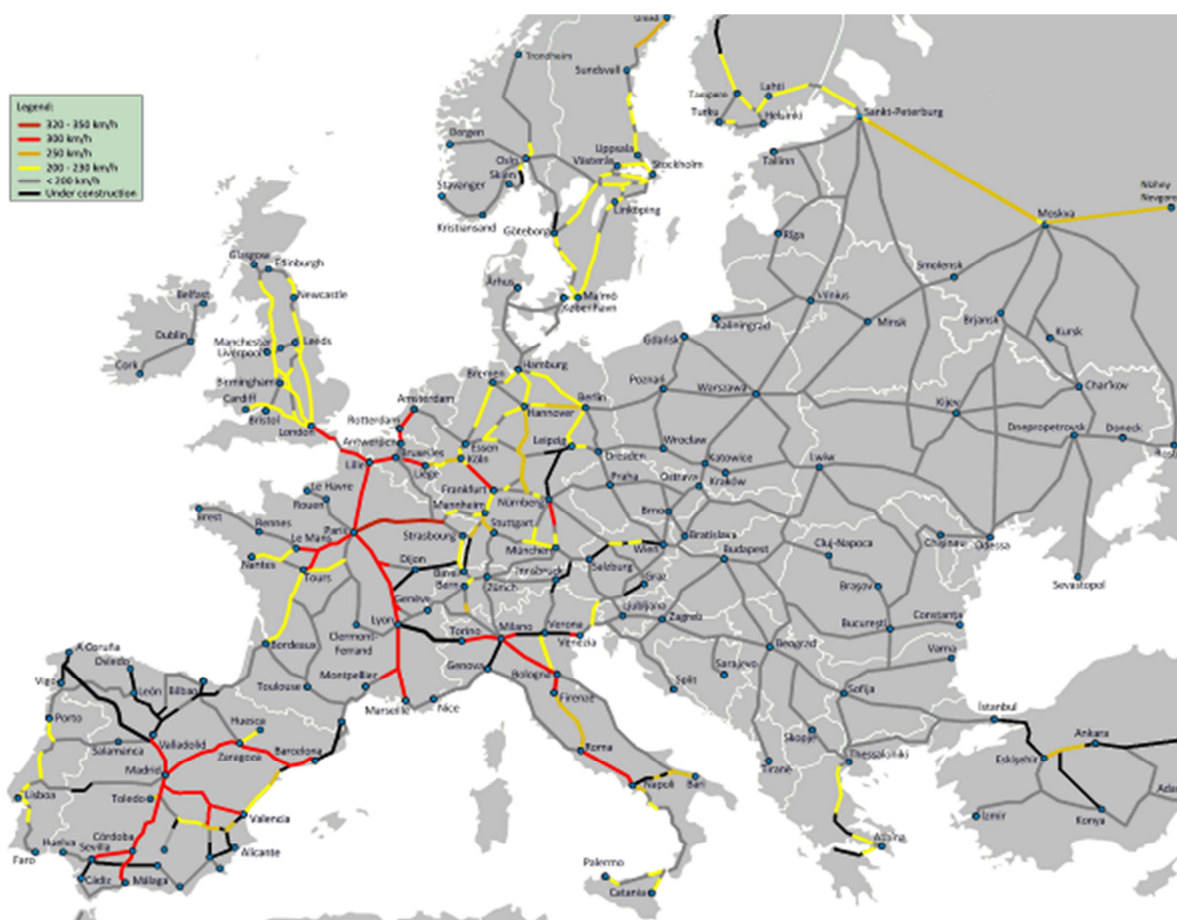 Umeå
Trondheim
Sundsvall
Legend:
320 - 350 km/h
300 km/h
250 km/h
200 - 230 km/h
< 200 km/h
Under construction
Tampere
Lahti
Turku
Helsinki
Sankt-Peterburg
Bergen
Oslo
Uppsala
Västerås
Stockholm
Tallinn
Skien
Stavanger
Linköping
Kristiansand
Göteborg
Moskva
Rīga
Glasgow
Edinburgh
Smolensk
Belfast
Newcastle
Århus
Malmö
København
Vilnius
Minsk
Kaliningrad
Brjansk
Kursk
Dublin
Manchester
Liverpool
Leeds
Gdańsk
Cork
Birmingham
Cardiff
Bristol
London
Hamburg
Bremen
Amsterdam
Hannover
Berlin
Poznań
Warszawa
Char'kov
Kijev
Rotterdam
Antwerpen
Bruxelles
Lille
Liège
Essen
Köln
Leipzig
Dresden
Wrocław
Katowice
Kraków
Ostrava
Lwiw
Dnepropetrovsk
Doneck
Le Havre
Rouen
Frankfurt
Mannheim
Nürnberg
Praha
Brno
Brest
Rennes
Le Mans
Paris
Strasbourg
Stuttgart
München
Wien
Bratislava
Budapest
Cluj-Napoca
Chișinau
Odessa
Nantes
Tours
Dijon
Basel
Bern
Zürich
Innsbruck
Salzburg
Graz
Sevastopol
Genève
Lyon
Clermont-
Ferrand
Torino
Milano
Verona
Venezia
Ljubljana
Zagreb
Brașov
București
Constanța
Beograd
Varna
A Coruña
Oviedo
Bordeaux
Toulouse
Montpellier
Marseille
Nice
Genova
Bologna
Firenze
Sarajevo
Split
Sofija
Vigo
León
Bilbao
Huesca
Porto
Salamanca
Valladolid
Zaragoza
Barcelona
Roma
Skopje
Tiranë
Thessaloniki
İstanbul
Ankara
Eskişehir
Madrid
Toledo
Lisboa
Valencia
Napoli
Bari
İzmir
Konya
Athina
Córdoba
Sevilla
Huelva
Faro
Cádiz
Málaga
Alicante
Palermo
Catania